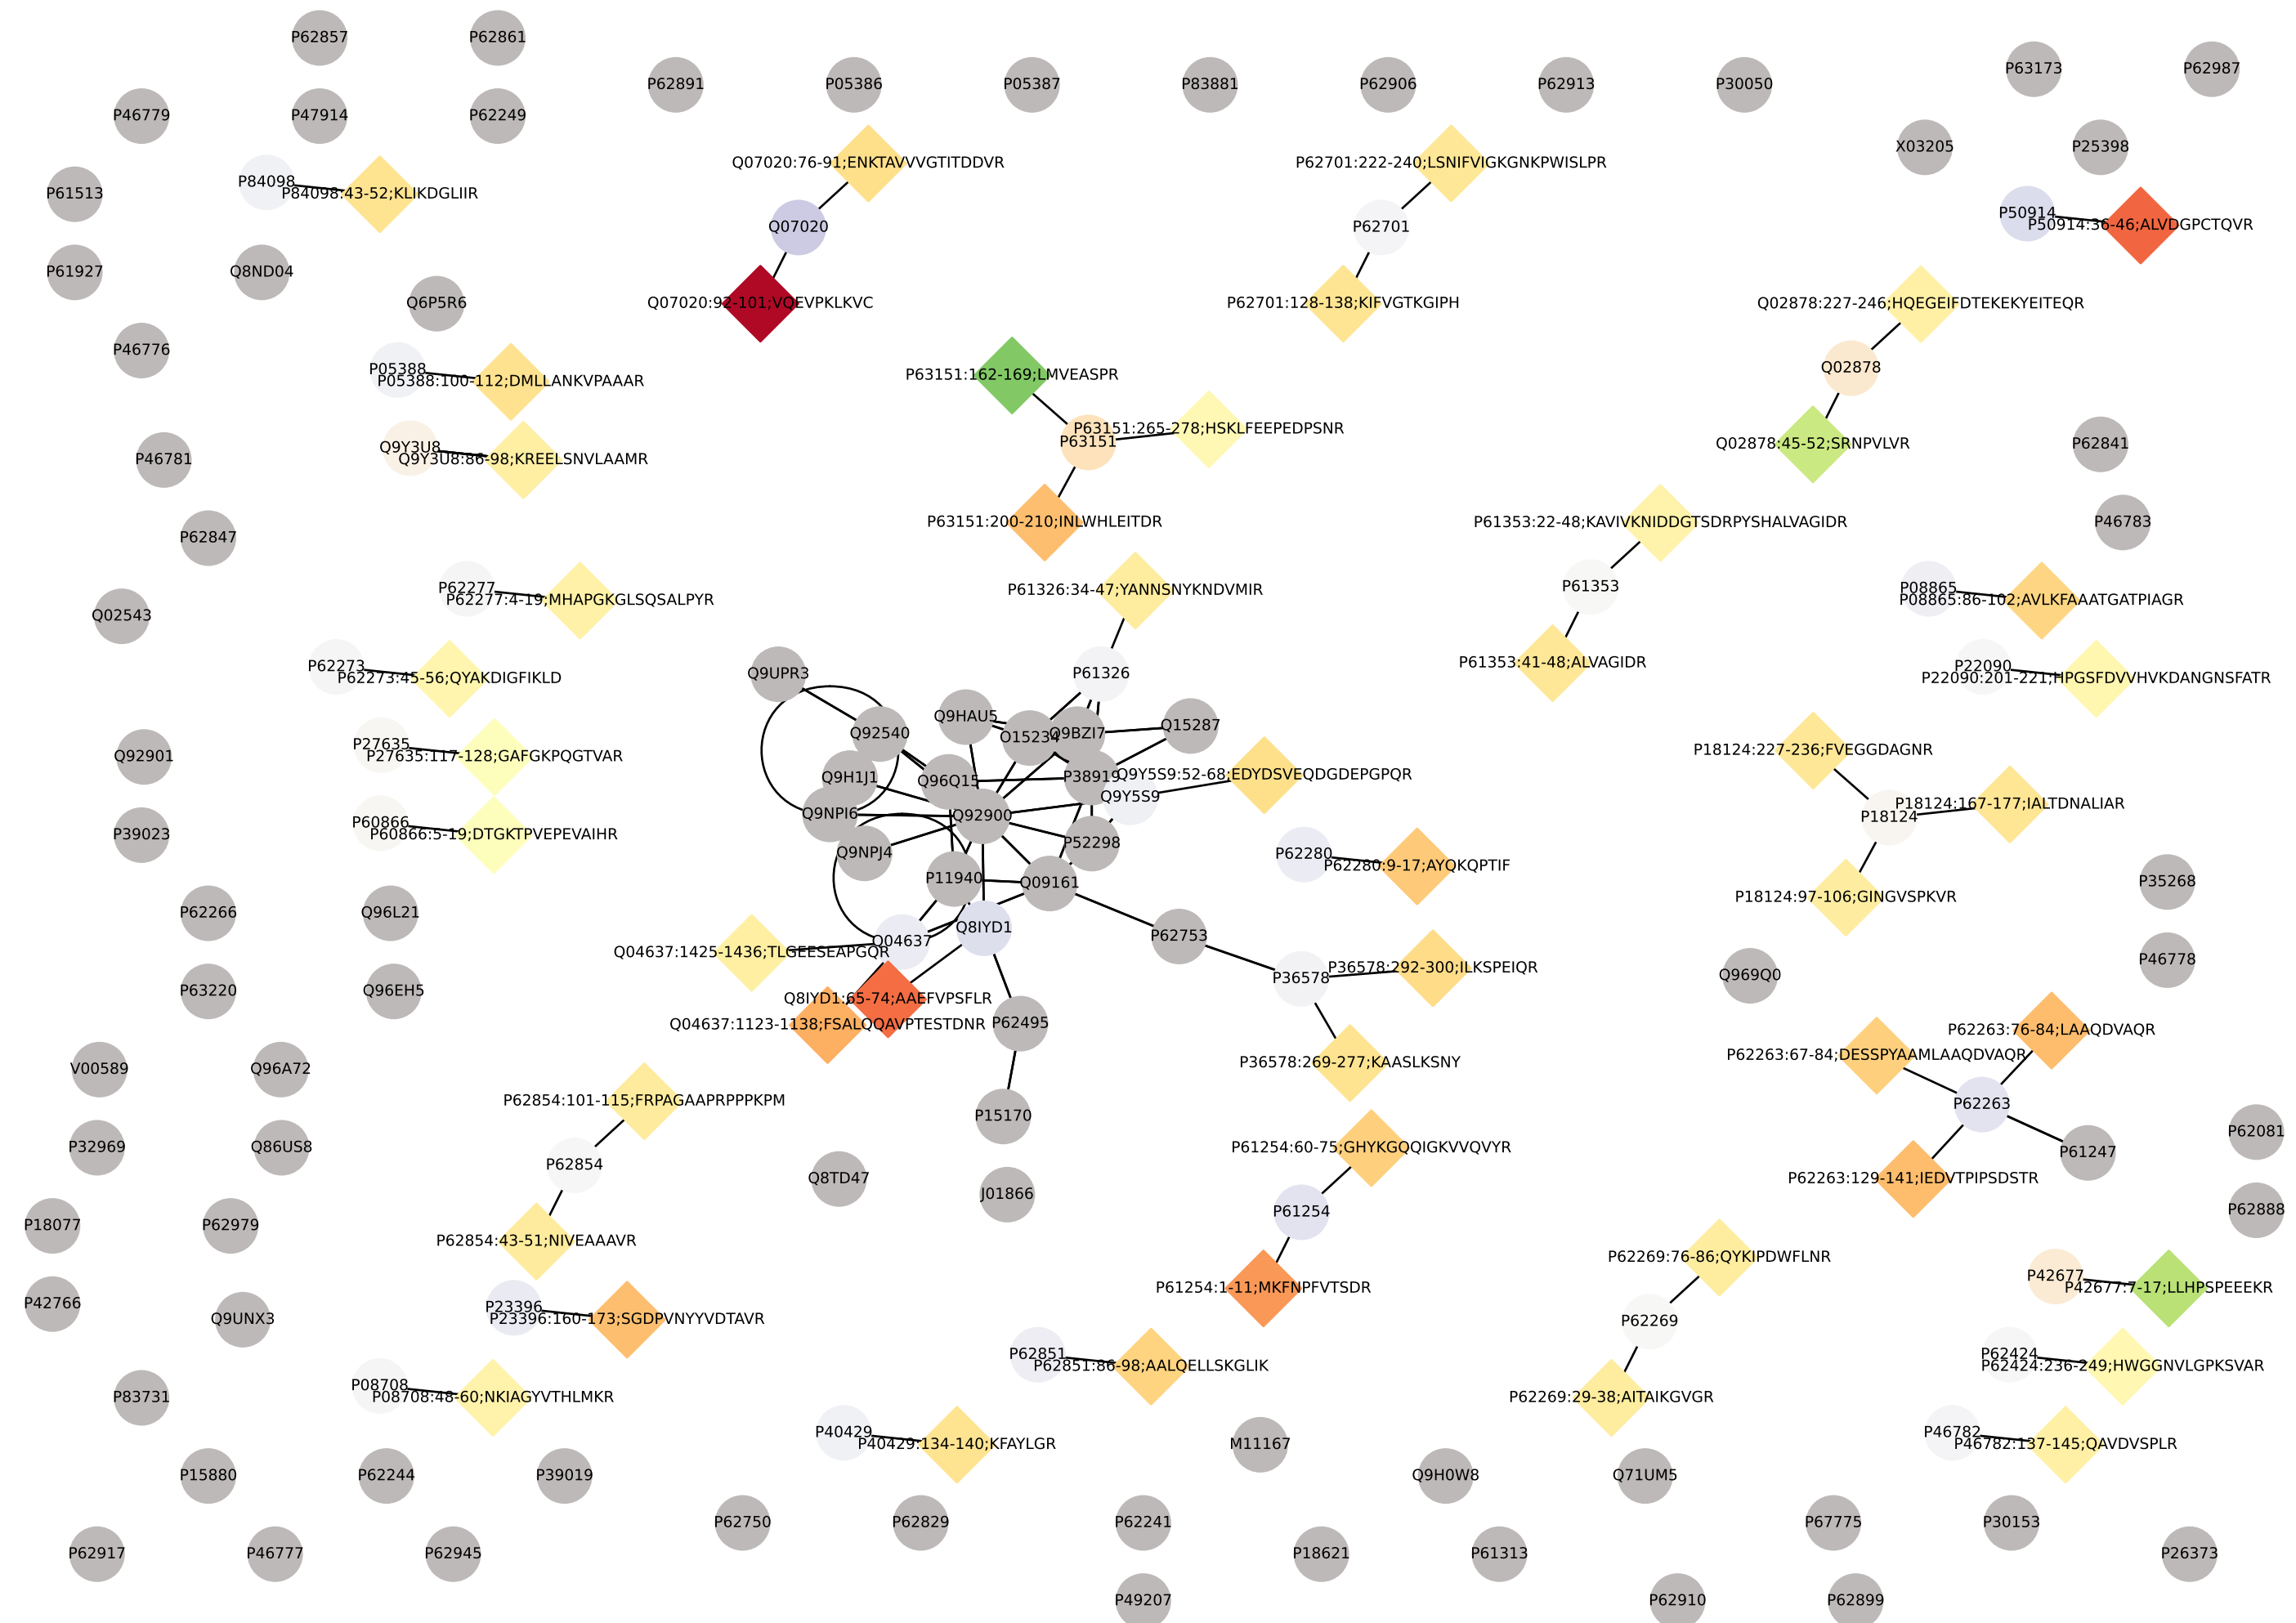 P62857
P62861
P62891
P05386
P05387
P83881
P62906
P62913
P30050
P63173
P62987
P46779
P47914
P62249
X03205
P25398
Q07020:76-91;ENKTAVVVGTITDDVR
P62701:222-240;LSNIFVIGKGNKPWISLPR
P61513
P84098
P84098:43-52;KLIKDGLIIR
Q07020
P62701
P50914
P50914:36-46;ALVDGPCTQVR
P61927
Q8ND04
Q6P5R6
Q07020:92-101;VQEVPKLKVC
P62701:128-138;KIFVGTKGIPH
Q02878:227-246;HQEGEIFDTEKEKYEITEQR
P46776
P05388
P05388:100-112;DMLLANKVPAAAR
P63151:162-169;LMVEASPR
Q02878
P63151:265-278;HSKLFEEPEDPSNR
P63151
Q02878:45-52;SRNPVLVR
P62841
P46781
Q9Y3U8
Q9Y3U8:86-98;KREELSNVLAAMR
P63151:200-210;INLWHLEITDR
P61353:22-48;KAVIVKNIDDGTSDRPYSHALVAGIDR
P46783
P62847
P62277
P62277:4-19;MHAPGKGLSQSALPYR
P61326:34-47;YANNSNYKNDVMIR
P61353
P08865
P08865:86-102;AVLKFAAATGATPIAGR
Q02543
P62273
P62273:45-56;QYAKDIGFIKLD
Q9UPR3
P61326
P61353:41-48;ALVAGIDR
P22090
P22090:201-221;HPGSFDVVHVKDANGNSFATR
Q9HAU5
Q92540
O15234
Q9BZI7
Q15287
Q92901
P27635
P27635:117-128;GAFGKPQGTVAR
P18124:227-236;FVEGGDAGNR
Q9H1J1
Q96Q15
P38919
Q9Y5S9:52-68;EDYDSVEQDGDEPGPQR
Q9Y5S9
P18124:167-177;IALTDNALIAR
P39023
P60866
P60866:5-19;DTGKTPVEPEVAIHR
Q9NPI6
Q92900
P18124
Q9NPJ4
P52298
P62280
P62280:9-17;AYQKQPTIF
P11940
Q09161
P35268
P62266
Q96L21
P18124:97-106;GINGVSPKVR
Q8IYD1
P62753
Q04637
Q04637:1425-1436;TLGEESEAPGQR
P46778
P63220
Q96EH5
P36578
P36578:292-300;ILKSPEIQR
Q969Q0
Q8IYD1:65-74;AAEFVPSFLR
Q04637:1123-1138;FSALQQAVPTESTDNR
P62495
P62263:76-84;LAAQDVAQR
P62263:67-84;DESSPYAAMLAAQDVAQR
V00589
Q96A72
P36578:269-277;KAASLKSNY
P62854:101-115;FRPAGAAPRPPPKPM
P62263
P15170
P62081
P32969
Q86US8
P61254:60-75;GHYKGQQIGKVVQVYR
P61247
P62854
Q8TD47
J01866
P62263:129-141;IEDVTPIPSDSTR
P18077
P62979
P61254
P62888
P62854:43-51;NIVEAAAVR
P62269:76-86;QYKIPDWFLNR
P42766
Q9UNX3
P23396
P23396:160-173;SGDPVNYYVDTAVR
P61254:1-11;MKFNPFVTSDR
P42677
P42677:7-17;LLHPSPEEEKR
P62269
P62851
P62851:86-98;AALQELLSKGLIK
P62424
P62424:236-249;HWGGNVLGPKSVAR
P83731
P08708
P08708:48-60;NKIAGYVTHLMKR
P62269:29-38;AITAIKGVGR
P40429
P40429:134-140;KFAYLGR
M11167
P46782
P46782:137-145;QAVDVSPLR
P15880
P62244
P39019
Q9H0W8
Q71UM5
P62750
P62829
P62241
P67775
P30153
P62917
P46777
P62945
P18621
P61313
P26373
P49207
P62910
P62899